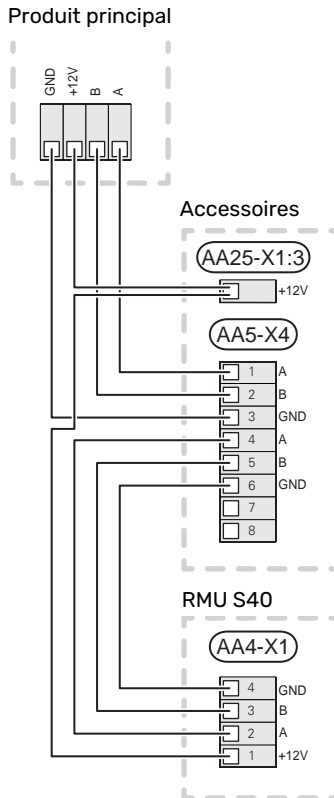 Produit principal
GND +12V B A
Accessoires
AA25-X1:3
+12V
AA5-X4
1 A
2 B
3 GND
4 A
5 B
6 GND
7
8
RMU S40
AA4-X1
4 GND
3 B
2 A
1 +12V